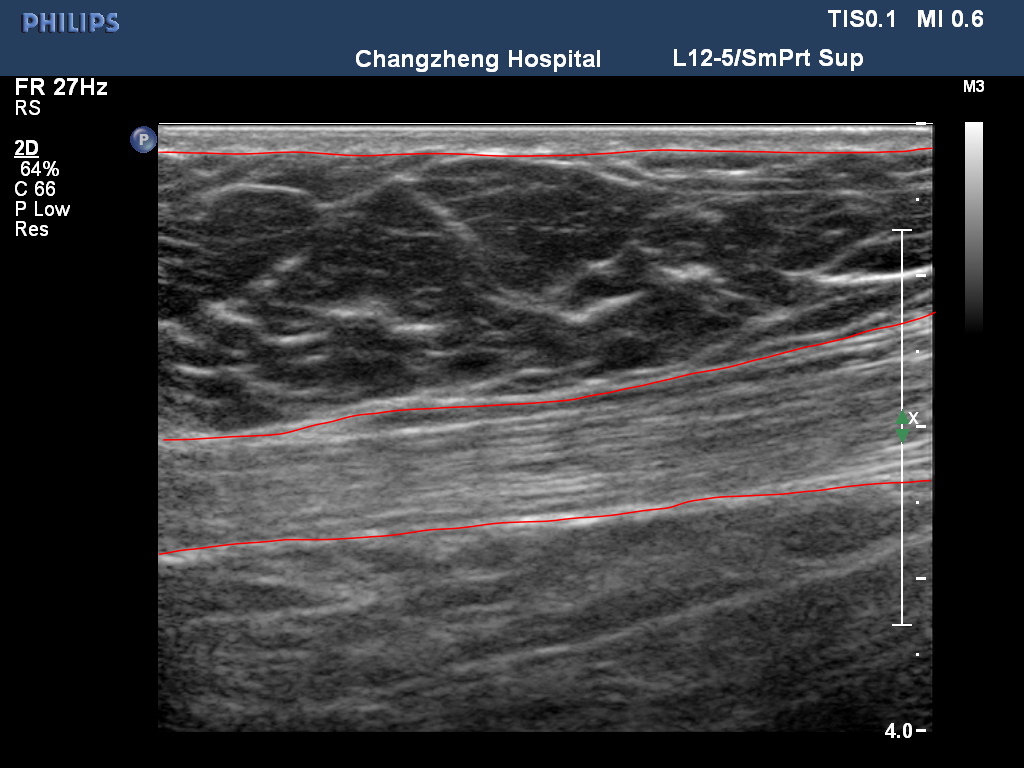 PHILIPS
TIS0.1 MI 0.6
Changzheng Hospital
L12-5/SmPrt Sup
FR 27Hz
RS
M3
P
2D
64%
C 66
P Low
Res
X
4.0